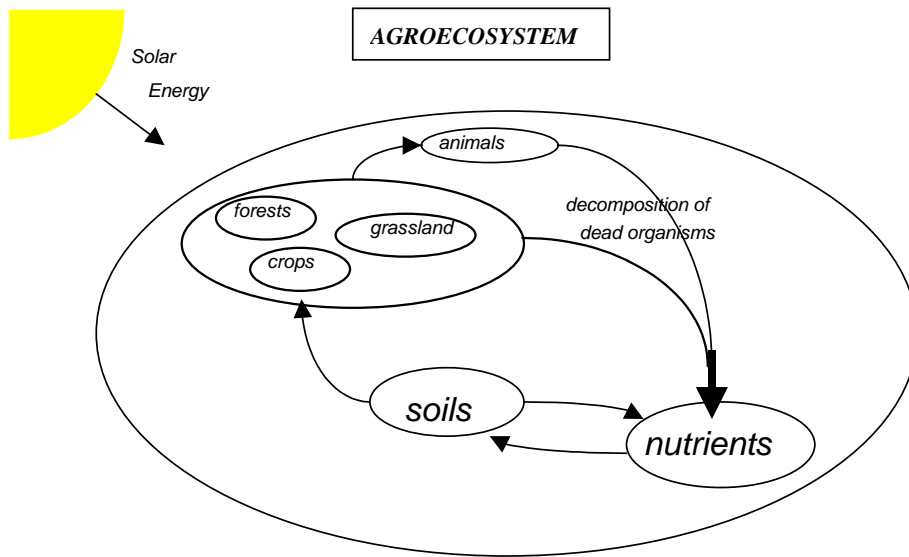 AGROECOSYSTEM
Solar
Energy
animals
forests
grassland
crops
decomposition of
dead organisms
soils
nutrients